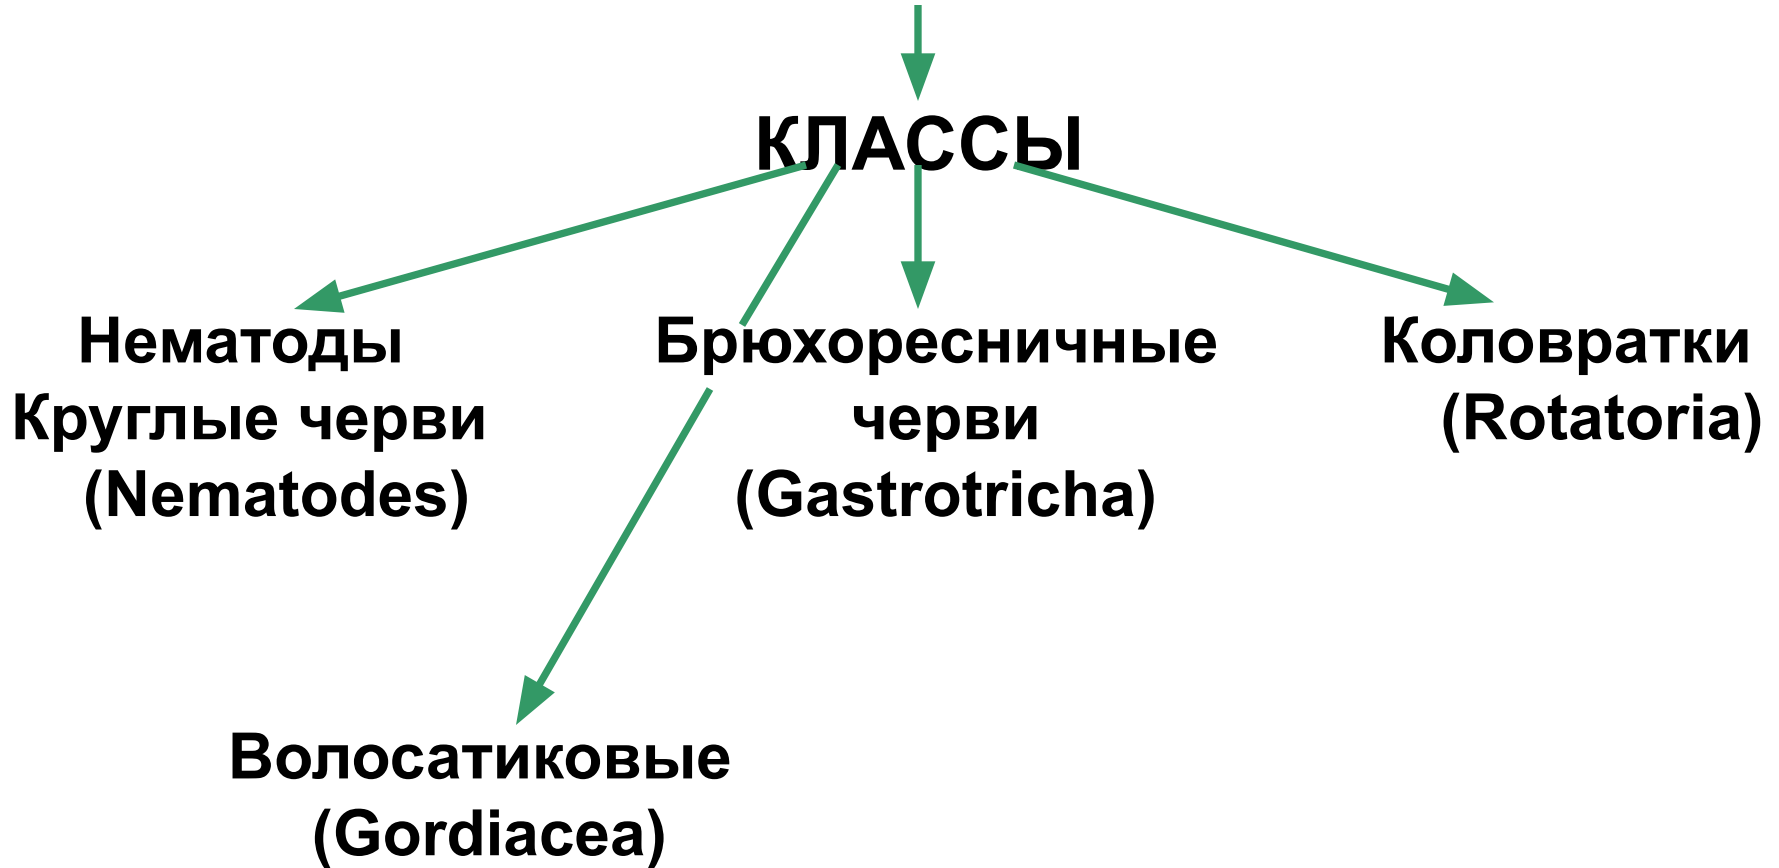 КЛАССЫ
Нематоды
Круглые черви
(Nematodes)
Брюхоресничные
черви
(Gastrotricha)
Коловратки
(Rotatoria)
Волосатиковые
(Gordiacea)